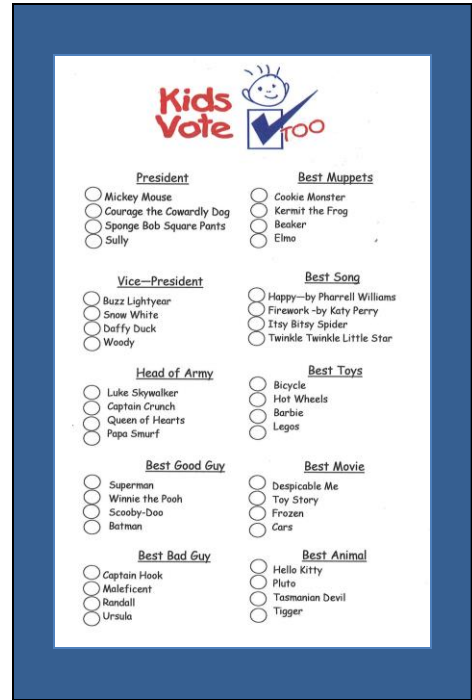 Kids
Vote
TOO
President
Mickey Mouse
Courage the Cowardly Dog
Sponge Bob Square Pants
Sully
Vice—President
Buzz Lightyear
Snow White
Daffy Duck
Woody
Head of Army
Luke Skywalker
Captain Crunch
Queen of Hearts
Papa Smurf
Best Good Guy
Superman
Winnie the Pooh
Scooby-Doo
Batman
Best Bad Guy
Captain Hook
Maleficent
Randall
Ursula
Best Muppets
Cookie Monster
Kermit the Frog
Beaker
Elmo
Best Song
Happy—by Pharrell Williams
Firework -by Katy Perry
Itsy Bitsy Spider
Twinkle Twinkle Little Star
Best Toys
Bicycle
Hot Wheels
Barbie
Legos
Best Movie
Despicable Me
Toy Story
Frozen
Cars
Best Animal
Hello Kitty
Pluto
Tasmanian Devil
Tigger